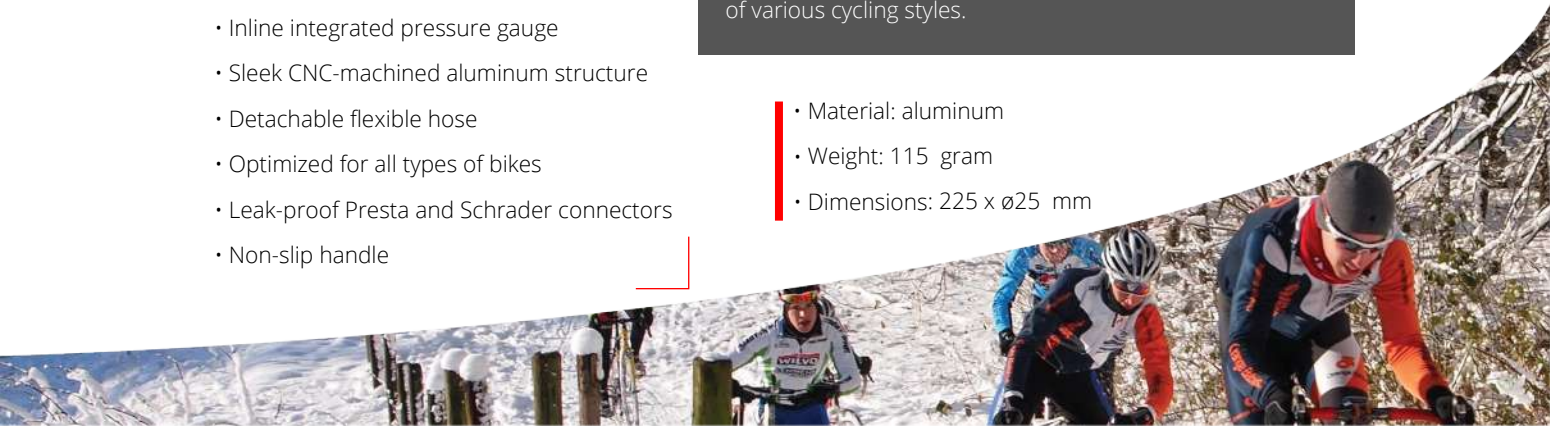 of various cycling styles.
• Inline integrated pressure gauge
• Sleek CNC-machined aluminum structure
• Detachable flexible hose
• Optimized for all types of bikes
• Leak-proof Presta and Schrader connectors
• Non-slip handle
• Material: aluminum
• Weight: 115 gram
• Dimensions: 225 x ø25 mm
WILVO